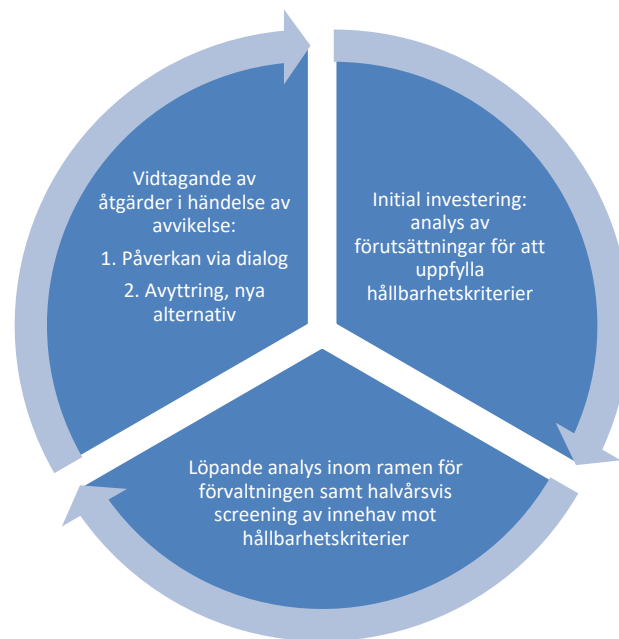 Vidtagande av
åtgärder i händelse av
avvikelse:
1. Påverkan via dialog
2. Avyttring, nya
alternativ
Initial investering:
analys av
förutsättningar för att
uppfylla
hållbarhetskriterier
Löpande analys inom ramen för
förvaltningen samt halvårsvis
screening av innehav mot
hållbarhetskriterier